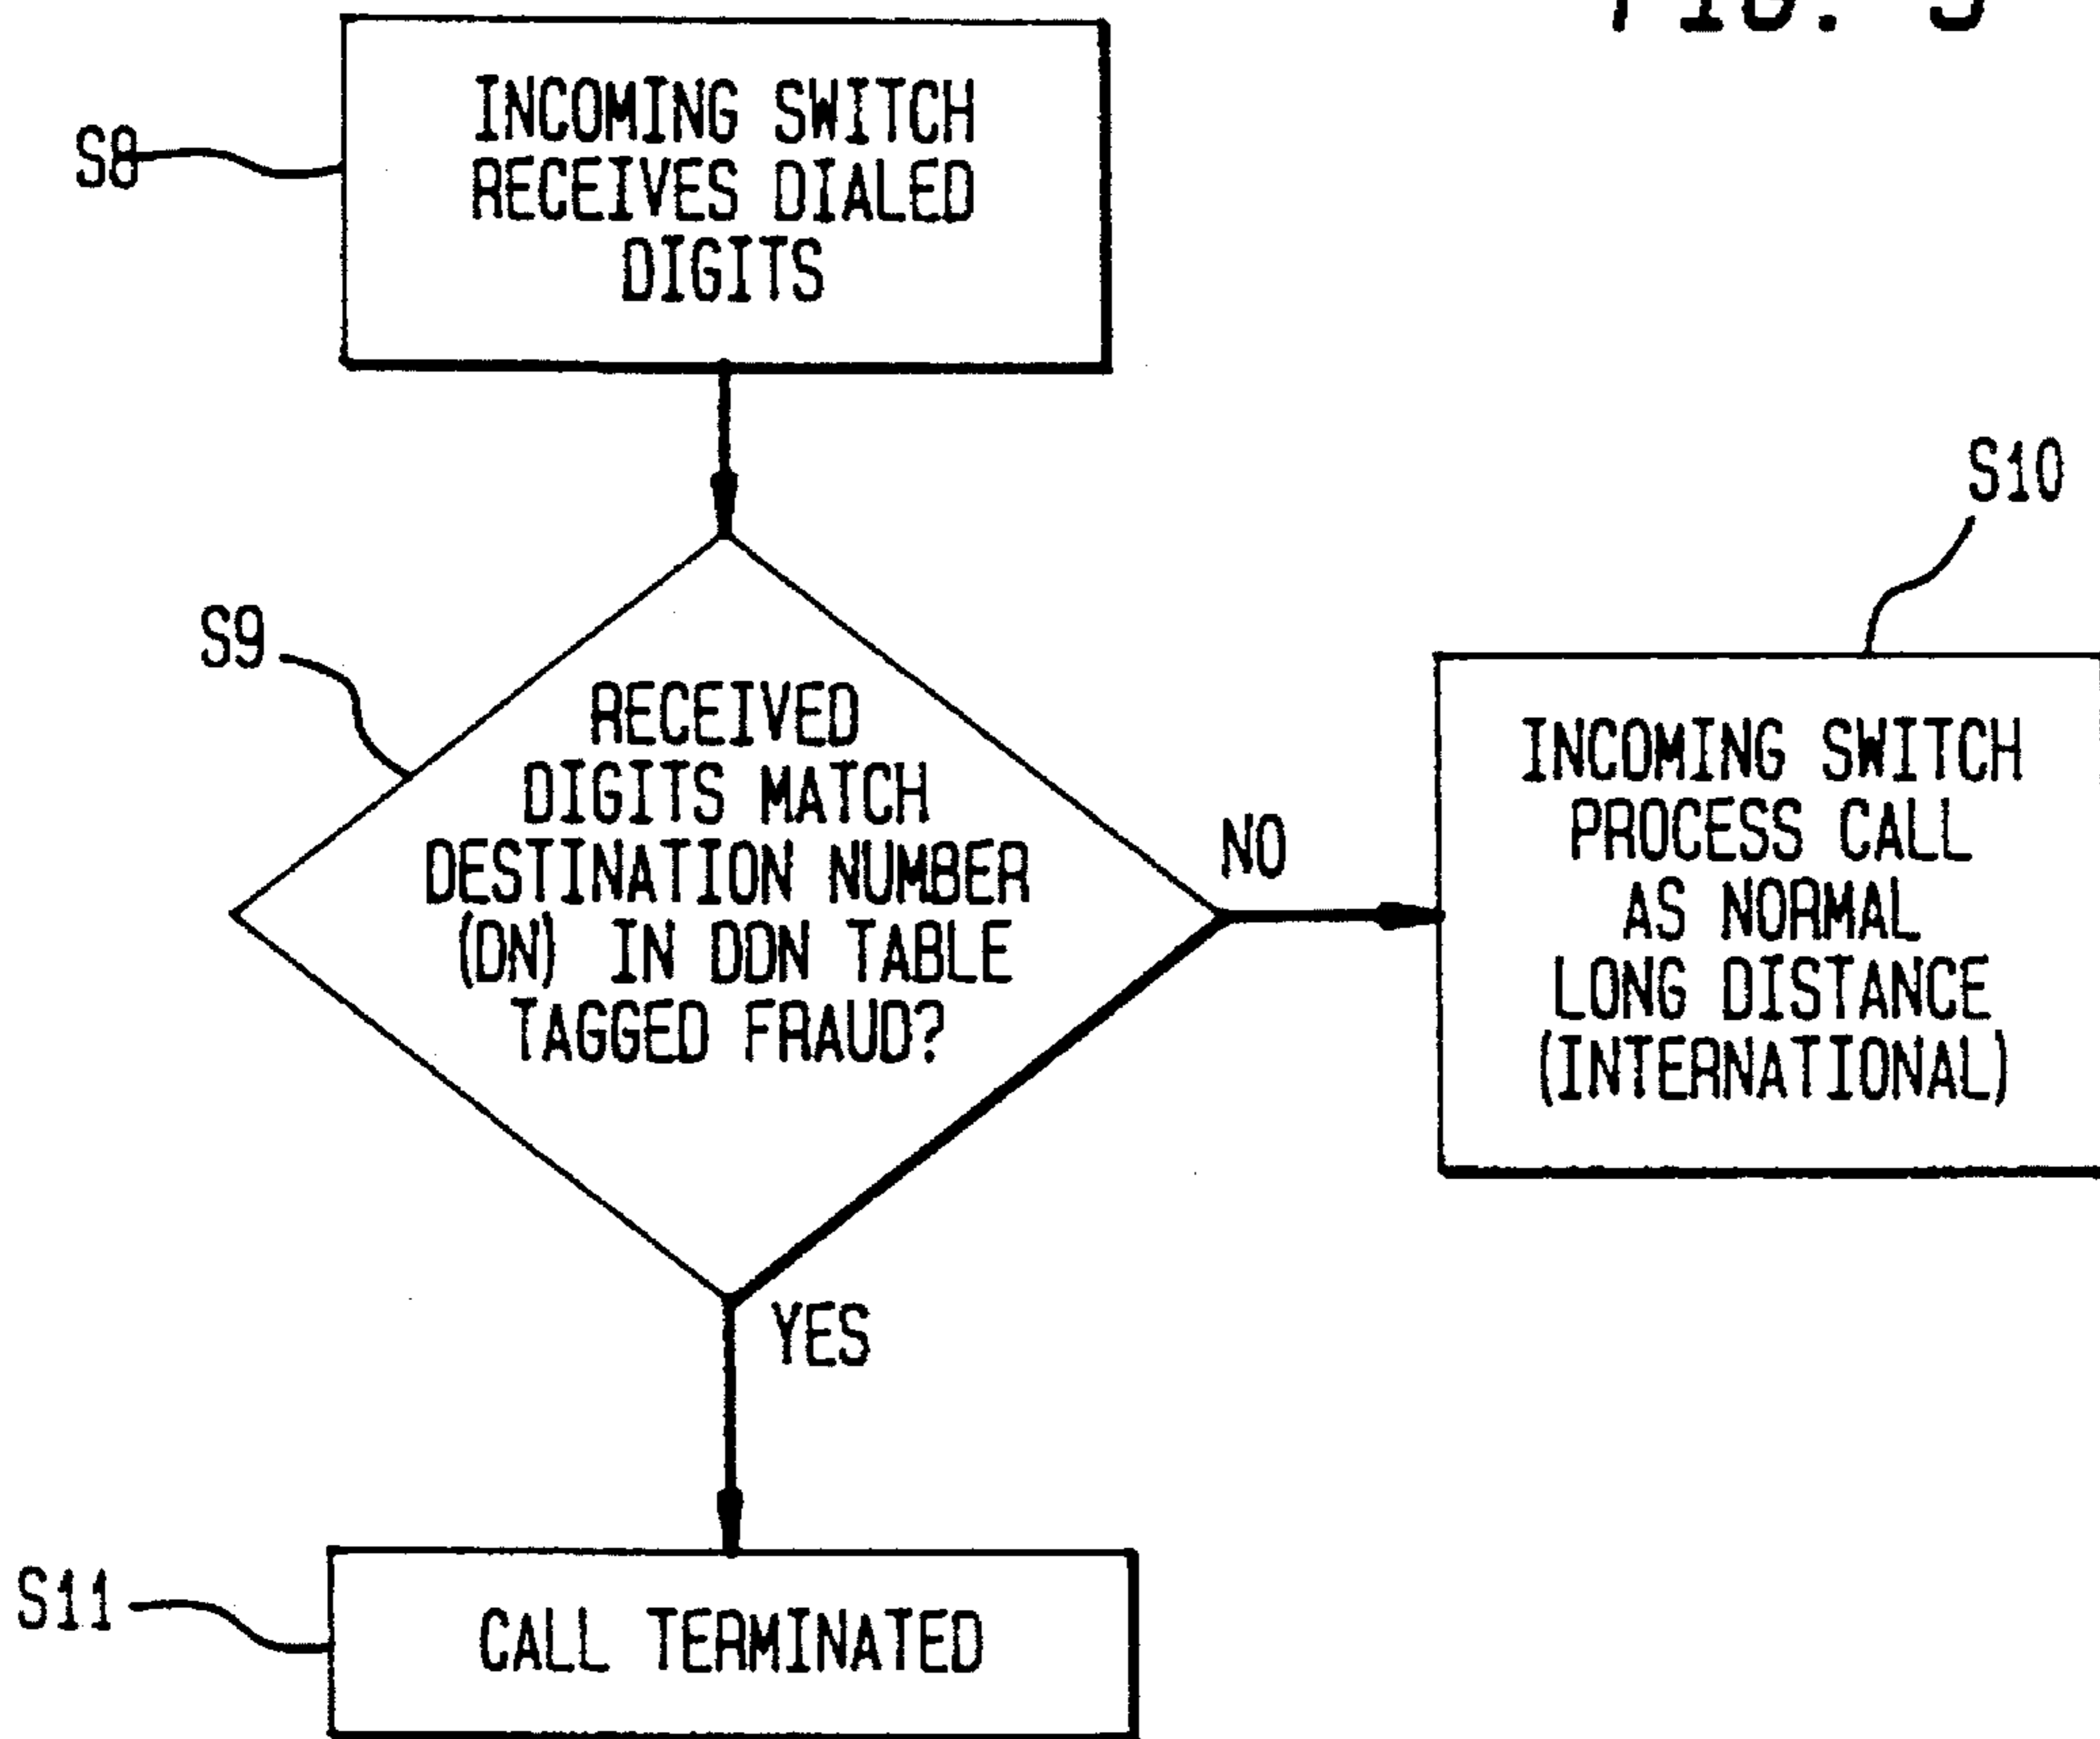 S8
INCOMING SWITCH
RECEIVES DIALED
DIGITS
S9
RECEIVED
DIGITS MATCH
DESTINATION NUMBER
(DN) IN DDN TABLE
TAGGED FRAUD?
NO
YES
S10
INCOMING SWITCH
PROCESS CALL
AS NORMAL
LONG DISTANCE
(INTERNATIONAL)
S11
CALL TERMINATED